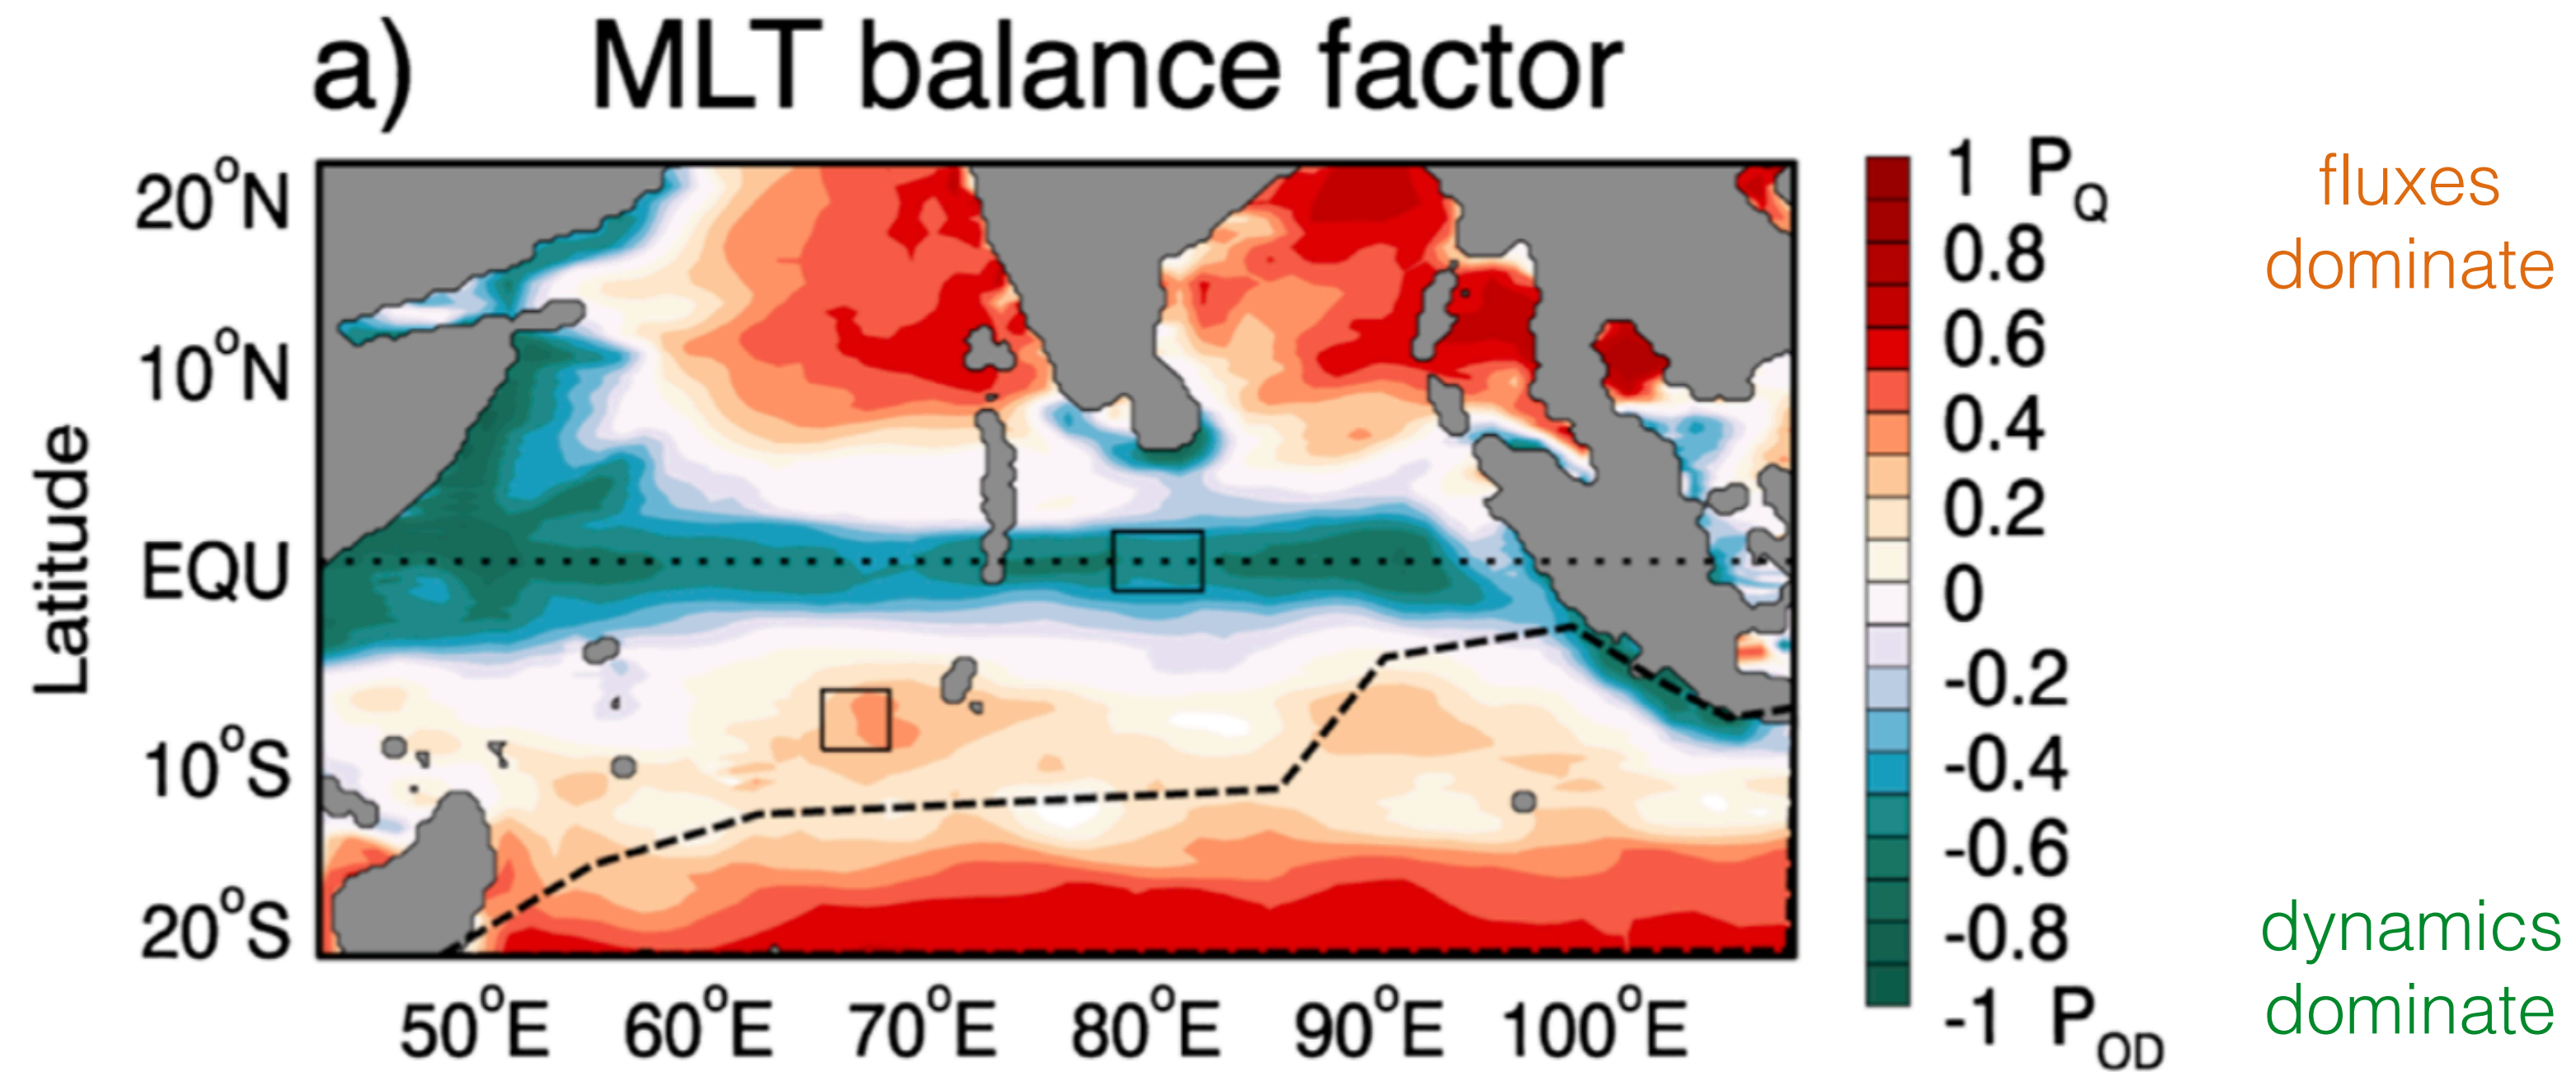 a) MLT balance factor
20°N
10°N
EQU
10°S
20°S
Latitude
50°E 60°E 70°E 80°E 90°E 100°E
1 P_Q
0.8
0.6
0.4
0.2
0
-0.2
-0.4
-0.6
-0.8
-1 P_OD
fluxes
dominate
dynamics
dominate